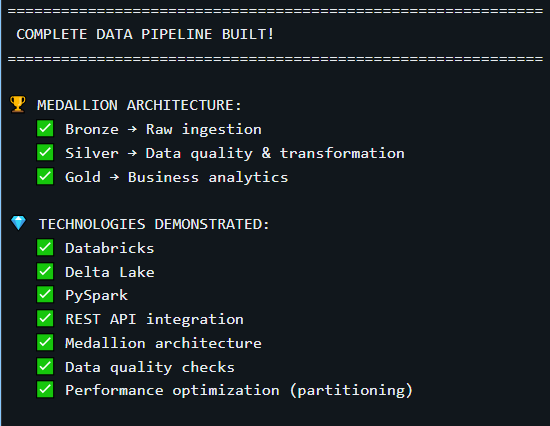 ============================================================
COMPLETE DATA PIPELINE BUILT!
============================================================
🏆 MEDALLION ARCHITECTURE:
✅ Bronze → Raw ingestion
✅ Silver → Data quality & transformation
✅ Gold → Business analytics
💎 TECHNOLOGIES DEMONSTRATED:
✅ Databricks
✅ Delta Lake
✅ PySpark
✅ REST API integration
✅ Medallion architecture
✅ Data quality checks
✅ Performance optimization (partitioning)